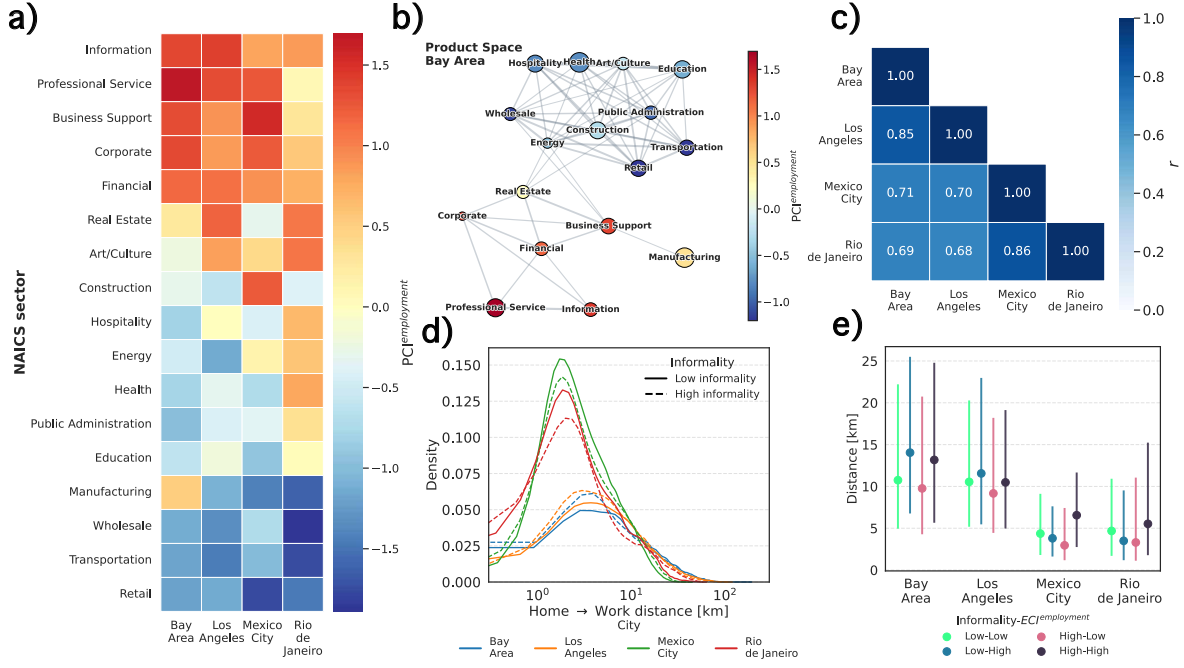 a)
NAICS sector
Information
Professional Service
Business Support
Corporate
Financial
Real Estate
Art/Culture
Construction
Hospitality
Energy
Health
Public Administration
Education
Manufacturing
Wholesale
Transportation
Retail
Bay
Area
Los
Angeles
Mexico
City
Rio
de
Janeiro
1.5
1.0
0.5
0.0
−0.5
−1.0
−1.5
PCI^employment
b)
Product Space
Bay Area
Hospitality
Health
Art/Culture
Education
Wholesale
Public Administration
Construction
Energy
Transportation
Retail
Real Estate
Corporate
Business Support
Financial
Manufacturing
Professional Service
Information
1.5
1.0
0.5
0.0
−0.5
−1.0
PCI^employment
c)
Bay
Area
Los
Angeles
Mexico
City
Rio
de Janeiro
1.00
0.85 1.00
0.71 0.70 1.00
0.69 0.68 0.86 1.00
Bay
Area
Los
Angeles
Mexico
City
Rio
de Janeiro
1.0
0.8
0.6
0.4
0.2
0.0
r
d)
Density
0.150
0.125
0.100
0.075
0.050
0.025
0.000
Informality
Low informality
High informality
10^0 10^1 10^2
Home → Work distance [km]
City
Bay
Area
Los
Angeles
Mexico
City
Rio
de Janeiro
e)
Distance [km]
25
20
15
10
5
0
Bay
Area
Los
Angeles
Mexico
City
Rio
de Janeiro
Informality-ECI^employment
Low-Low
Low-High
High-Low
High-High